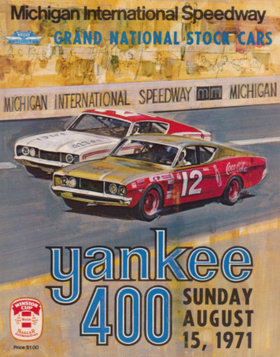 Michigan International Speedway
GRAND NATIONAL STOCK CARS
MICHIGAN INTERNATIONAL SPEEDWAY mis MICHIGAN
Coca-Cola
12
yankee
400
SUNDAY
AUGUST
15, 1971
WINSTON
CUP
Price $1.00